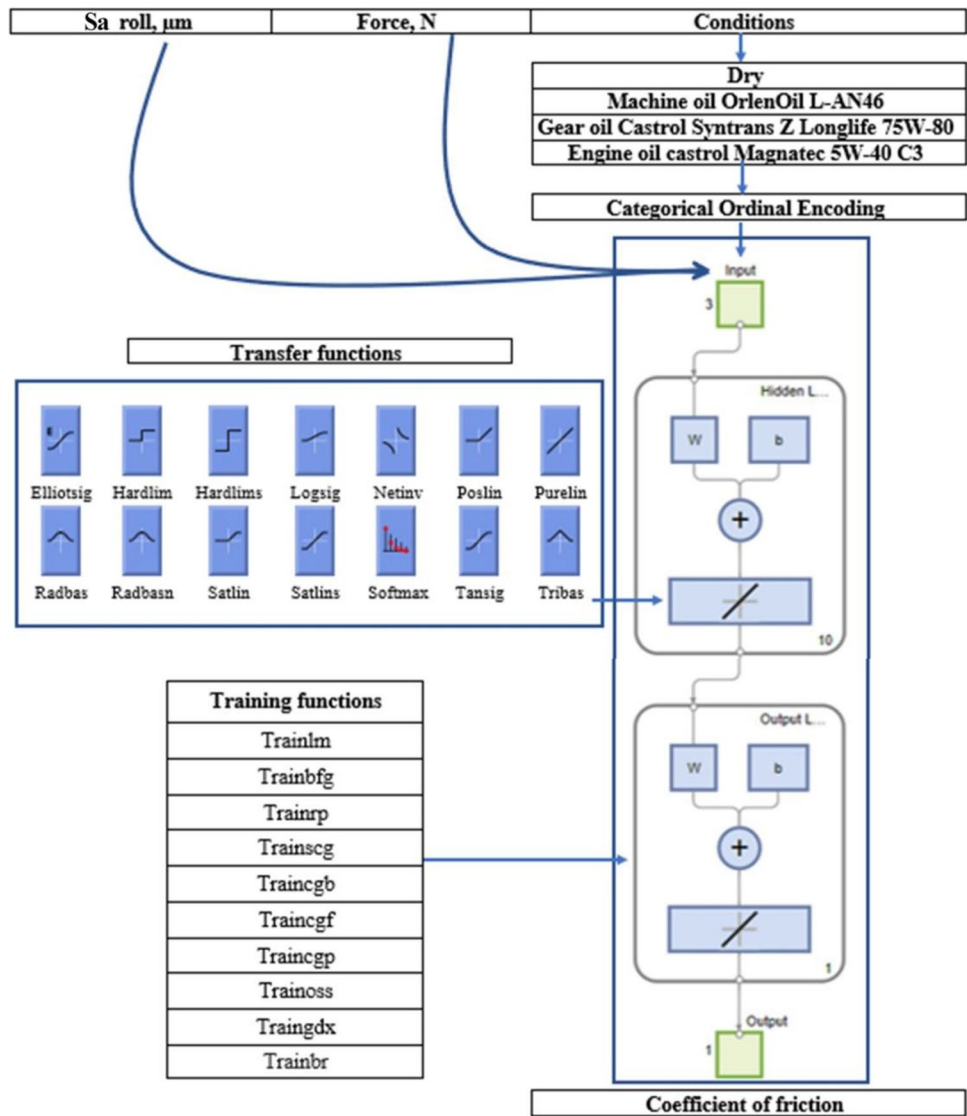 Sa roll, μm Force, N Conditions
Dry
Machine oil OrlenOil L-AN46
Gear oil Castrol Syntrans Z Longlife 75W-80
Engine oil castrol Magnatec 5W-40 C3
Categorical Ordinal Encoding
Input
3
Transfer functions
Hidden L...
W b
Elliotsig Hardlim Hardlims Logsig Netinv Poslin Purelin
+
Radbas Radbasn Satlin Satlins Softmax Tansig Tribas
10
Training functions
Trainlm
Trainbfg
Trainrp
Trainscg
Traincgb
Traincgf
Traincgp
Trainoss
Traingdx
Trainbr
Output L...
W b
+
1
Output
1
Coefficient of friction